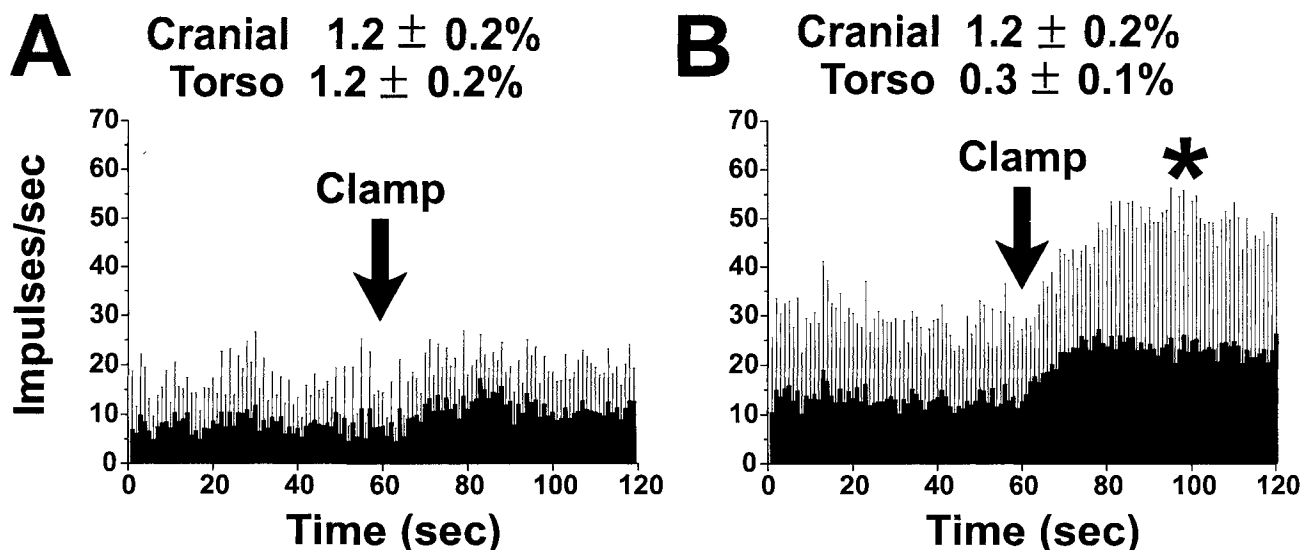 A
Cranial 1.2 ± 0.2%
Torso 1.2 ± 0.2%
70
60
50
40
30
20
10
0
Impulses/sec
Clamp
0 20 40 60 80 100 120
Time (sec)
B
Cranial 1.2 ± 0.2%
Torso 0.3 ± 0.1%
70
60
50
40
30
20
10
0
Clamp
*
0 20 40 60 80 100 120
Time (sec)